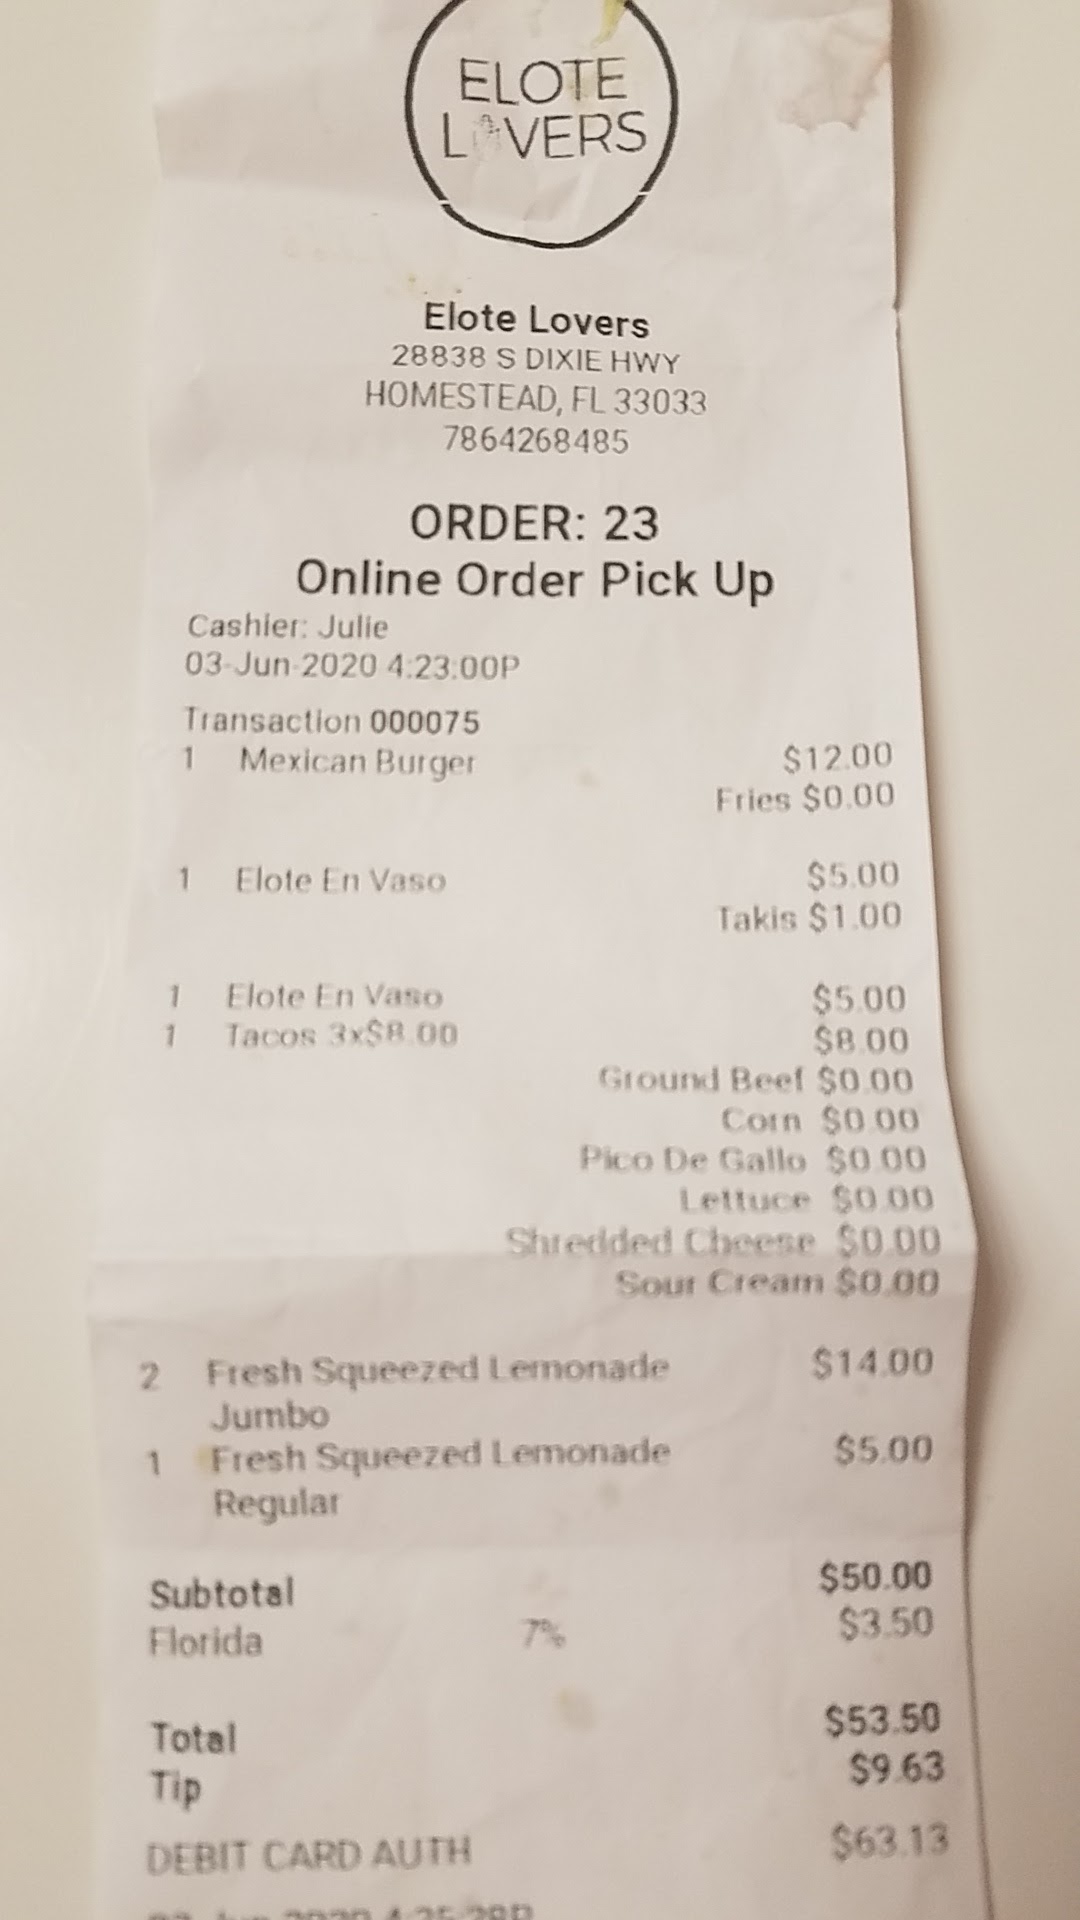 ELOTE
LOVERS
Elote Lovers
28838 S DIXIE HWY
HOMESTEAD, FL 33033
7864268485
ORDER: 23
Online Order Pick Up
Cashier: Julie
03-Jun-2020 4:23:00P
Transaction 000075
1 Mexican Burger $12.00
Fries $0.00
1 Elote En Vaso $5.00
Takis $1.00
1 Elote En Vaso $5.00
1 Tacos 3x$8.00 $8.00
Ground Beef $0.00
Corn $0.00
Pico De Gallo $0.00
Lettuce $0.00
Shredded Cheese $0.00
Sour Cream $0.00
2 Fresh Squeezed Lemonade $14.00
Jumbo
1 Fresh Squeezed Lemonade $5.00
Regular
Subtotal $50.00
Florida 7% $3.50
Total $53.50
Tip $9.63
DEBIT CARD AUTH $63.13